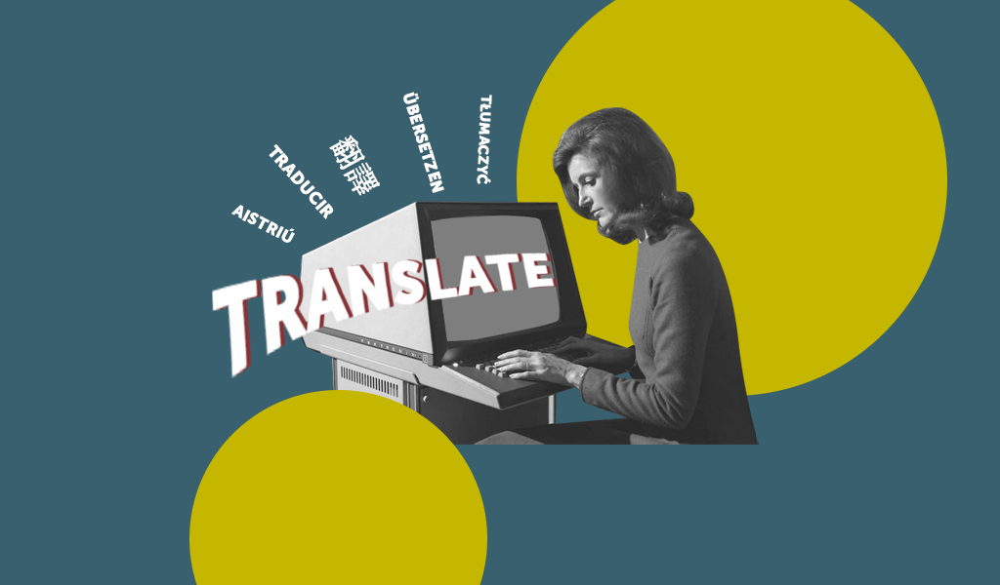 AISTRIÚ
TRADUCIR
翻譯
ÜBERSETZEN
TŁUMACZYĆ
TRANSLATE